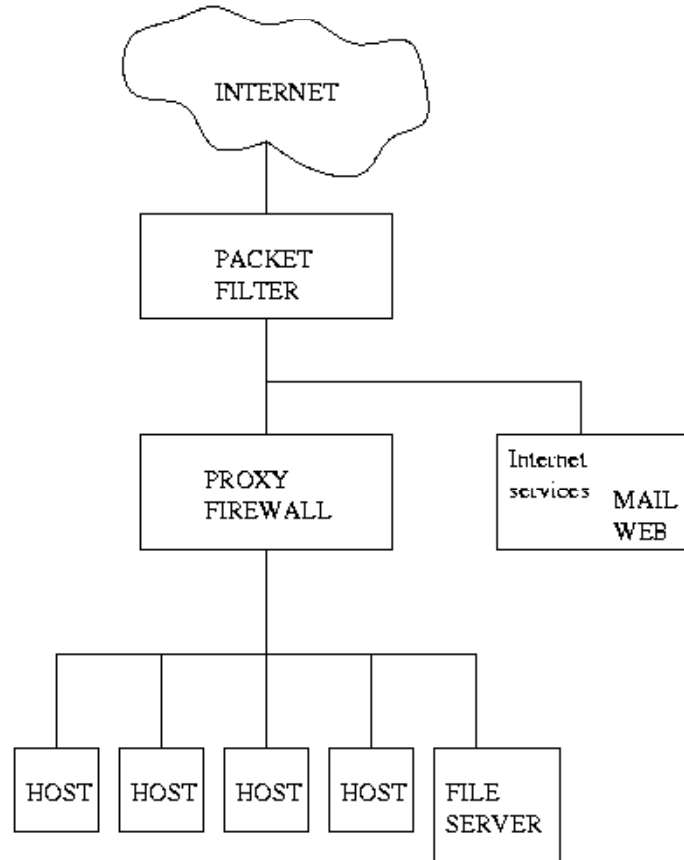 INTERNET
PACKET
FILTER
PROXY
FIREWALL
Internet
services
MAIL
WEB
HOST
HOST
HOST
HOST
FILE
SERVER